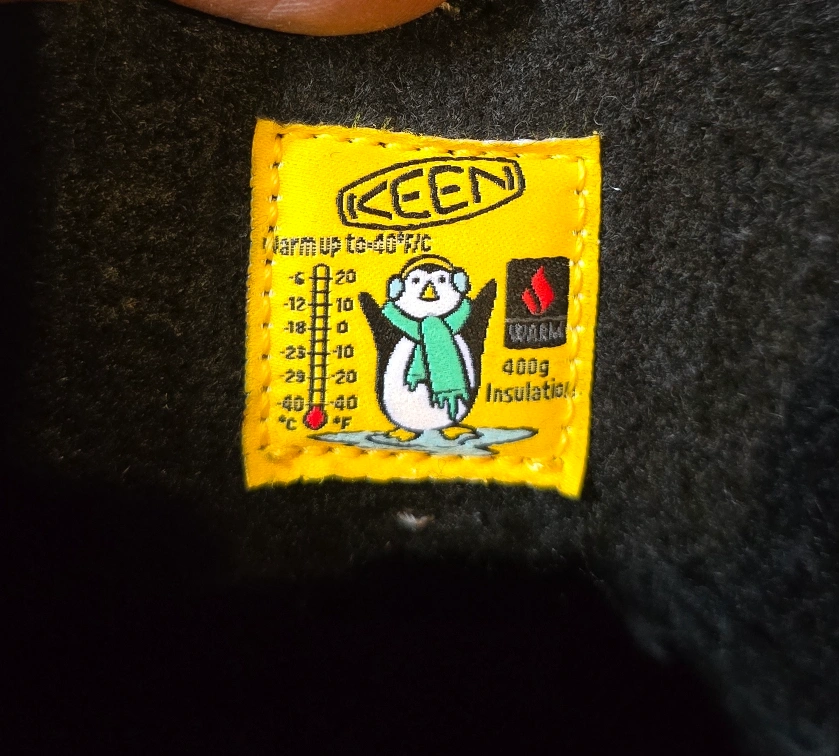 KEEN
Warm up to-40°F/C
-6 20
-12 10
-18 0
-23 -10
-29 -20
-40 -40
°C °F
WARM
400g
Insulation